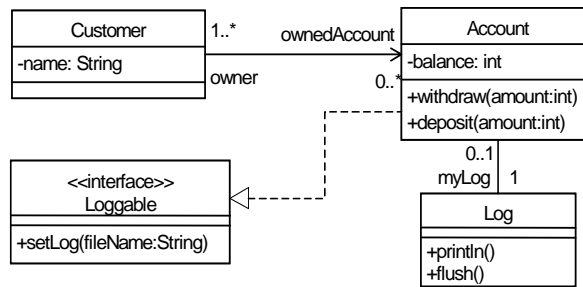 Customer
-name: String
1..*
owner
ownedAccount
0..*
Account
-balance: int
+withdraw(amount:int)
+deposit(amount:int)
<<interface>>
Loggable
+setLog(fileName:String)
0..1
myLog
1
Log
+println()
+flush()